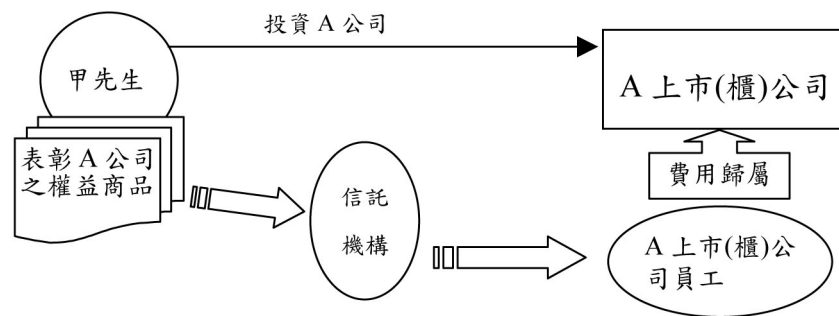 投資 A 公司
甲先生
A 上市(櫃)公司
表彰 A 公司
之權益商品
費用歸屬
信託
機構
A 上市(櫃)公
司員工